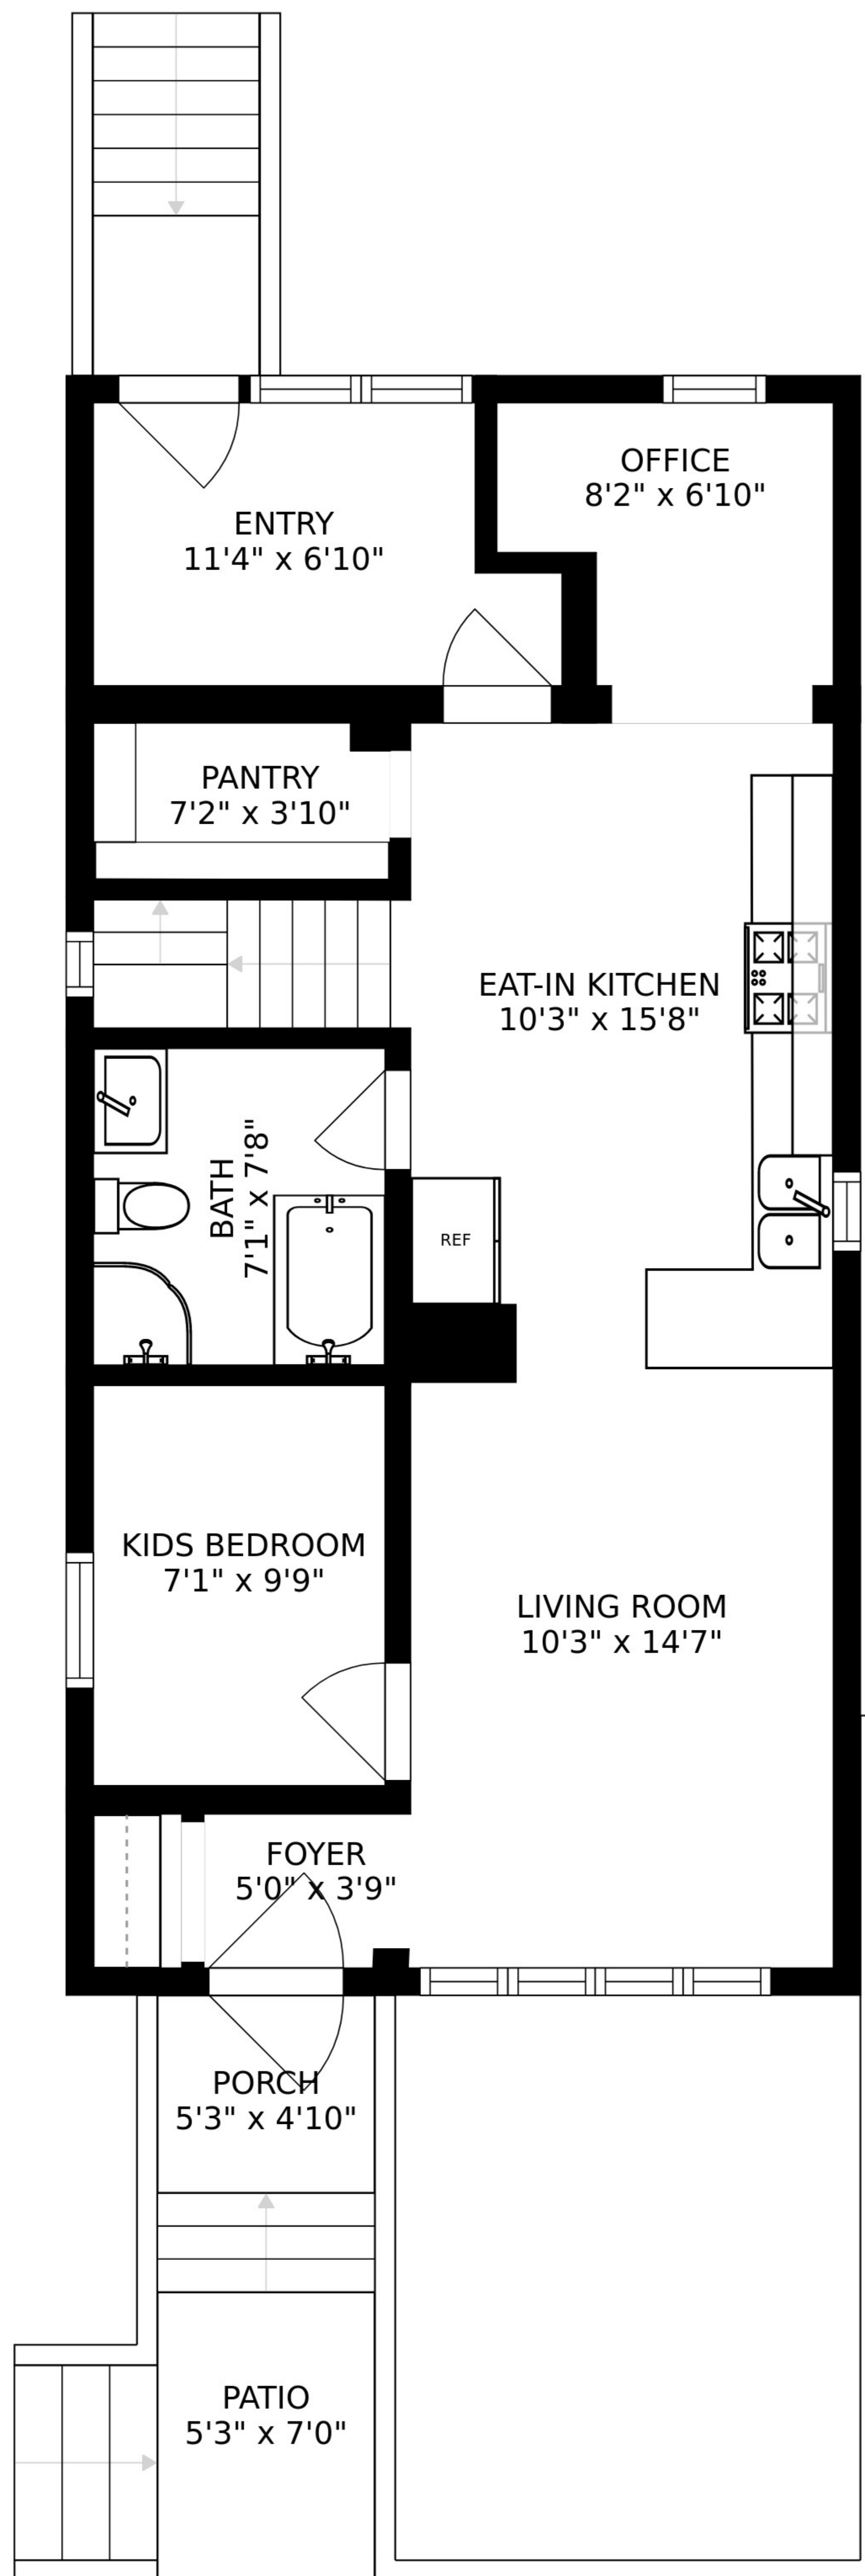 OFFICE
8'2" x 6'10"
ENTRY
11'4" x 6'10"
PANTRY
7'2" x 3'10"
EAT-IN KITCHEN
10'3" x 15'8"
BATH
7'1" x 7'8"
REF
KIDS BEDROOM
7'1" x 9'9"
LIVING ROOM
10'3" x 14'7"
FOYER
5'0" x 3'9"
PORCH
5'3" x 4'10"
PATIO
5'3" x 7'0"